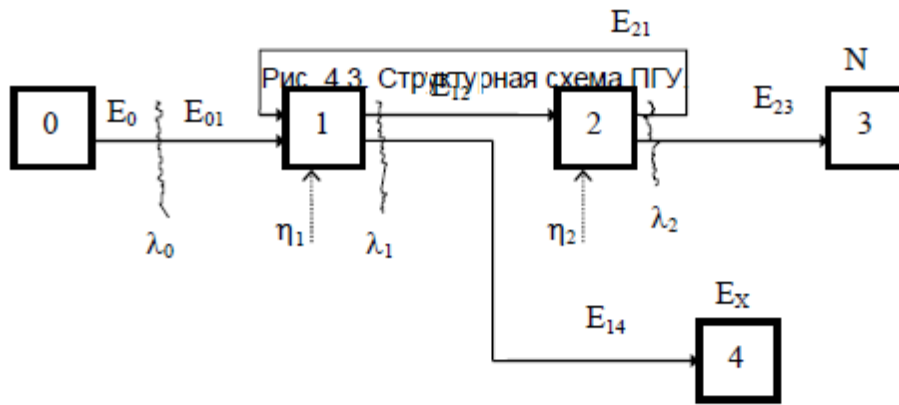 E₂₁
Рис. 4.3. Структурная схема ПГУ
N
E₁₂
E₂₃
0
E₀
E₀₁
1
2
3
λ₀
η₁
λ₁
η₂
λ₂
Eₓ
E₁₄
4